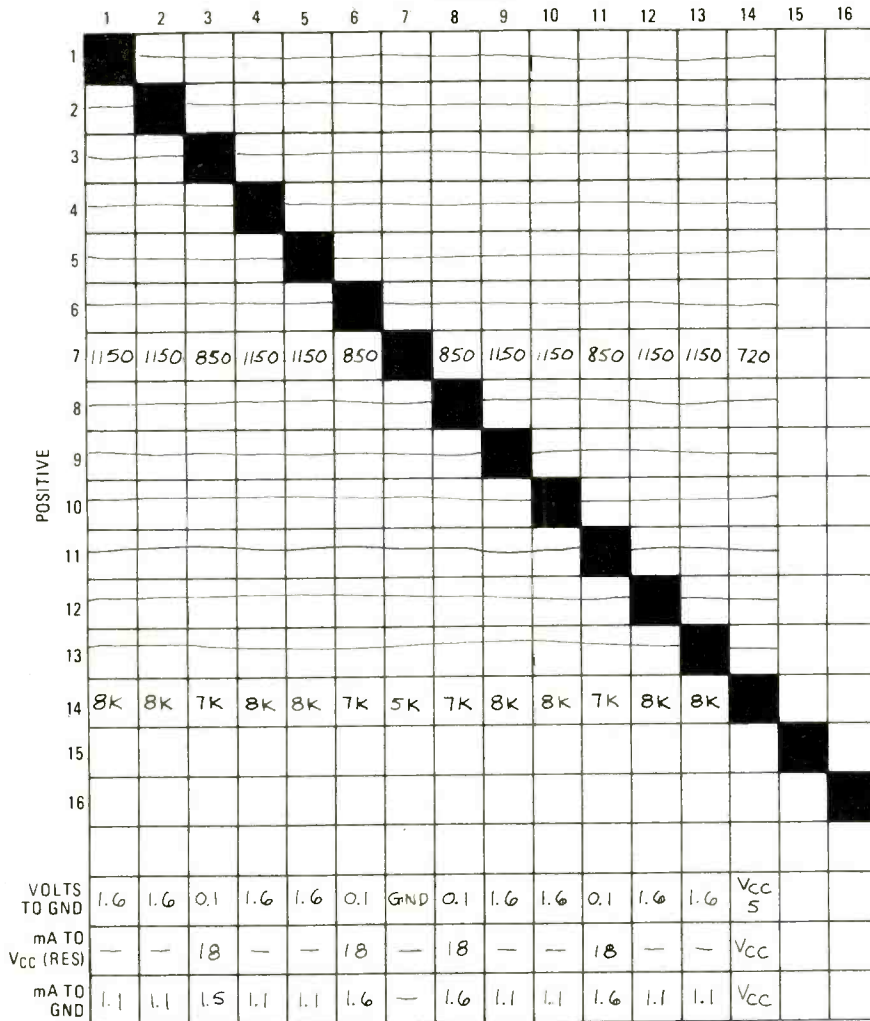 1 2 3 4 5 6 7 8 9 10 11 12 13 14 15 16
1
2
3
4
5
6
7 1150 1150 850 1150 1150 850 850 1150 1150 850 1150 1150 720
8
9
POSITIVE
10
11
12
13
14 8K 8K 7K 8K 8K 7K 5K 7K 8K 8K 7K 8K 8K
15
16
VOLTS TO GND 1.6 1.6 0.1 1.6 1.6 0.1 GND 0.1 1.6 1.6 0.1 1.6 1.6 VCC 5
mA TO VCC (RES) — — 18 — — 18 — 18 — — 18 — — VCC
mA TO GND 1.1 1.1 1.5 1.1 1.1 1.6 — 1.6 1.1 1.1 1.6 1.1 1.1 VCC